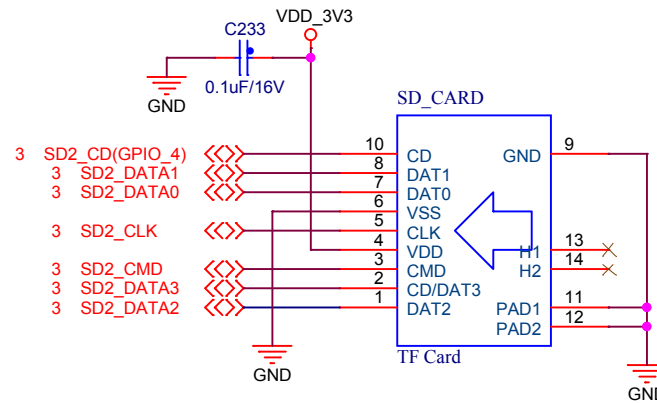 VDD_3V3
C233
0.1uF/16V
GND
SD_CARD
3 SD2_CD(GPIO_4) 10 CD GND 9
3 SD2_DATA1 8 DAT1
3 SD2_DATA0 7 DAT0
6 VSS
3 SD2_CLK 5 CLK
4 VDD H1 13
3 SD2_CMD 3 CMD H2 14
3 SD2_DATA3 2 CD/DAT3
3 SD2_DATA2 1 DAT2 PAD1 11
PAD2 12
TF Card
GND
GND